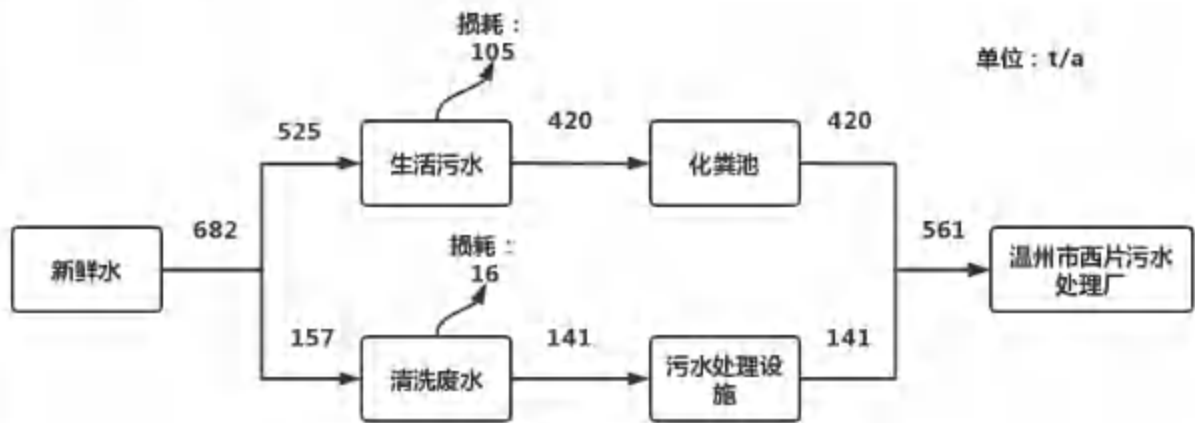 损耗：
105
单位：t/a
525
生活污水
420
化粪池
420
新鲜水
682
损耗：
16
561
温州市西片污水
处理厂
157
清洗废水
141
污水处理设
施
141